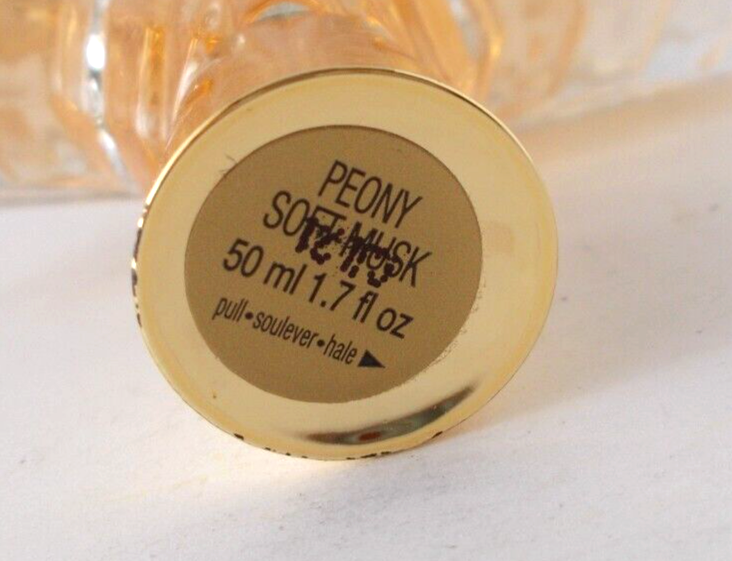 PEONY
SOFT MUSK
50 ml 1.7 fl oz
pull•soulever•hale ▶